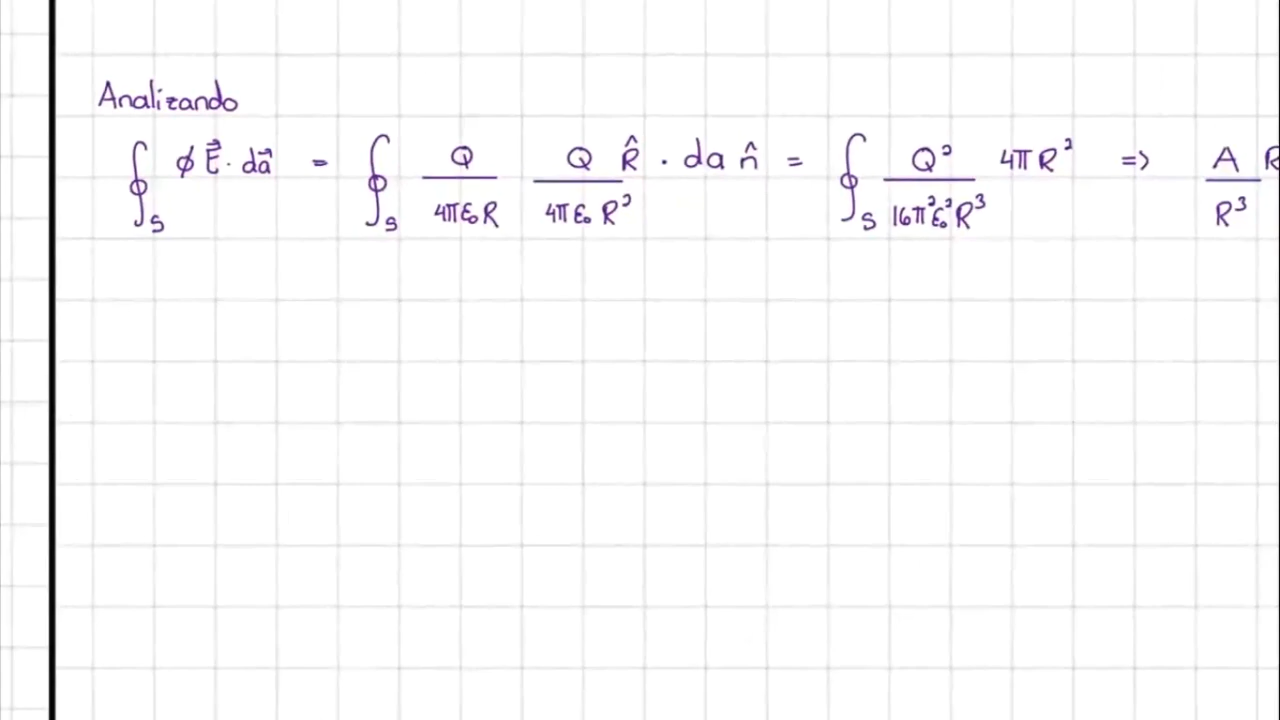 Analizando
∮_S ϕ E⃗ · da⃗ = ∮_S Q/(4πε₀R) Q/(4πε₀R²) R̂ · da n̂ = ∮_S Q²/(16π²ε₀²R³) 4πR² => A/R³ R